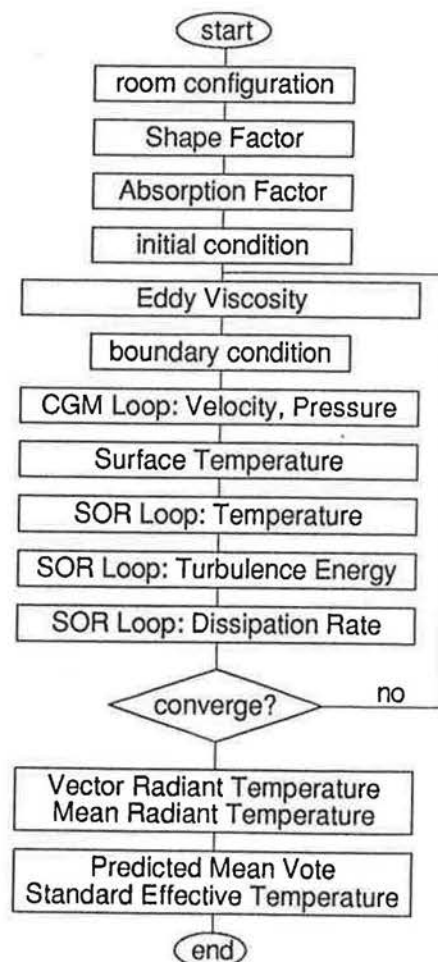 start
room configuration
Shape Factor
Absorption Factor
initial condition
Eddy Viscosity
boundary condition
CGM Loop: Velocity, Pressure
Surface Temperature
SOR Loop: Temperature
SOR Loop: Turbulence Energy
SOR Loop: Dissipation Rate
converge?
no
Vector Radiant Temperature
Mean Radiant Temperature
Predicted Mean Vote
Standard Effective Temperature
end